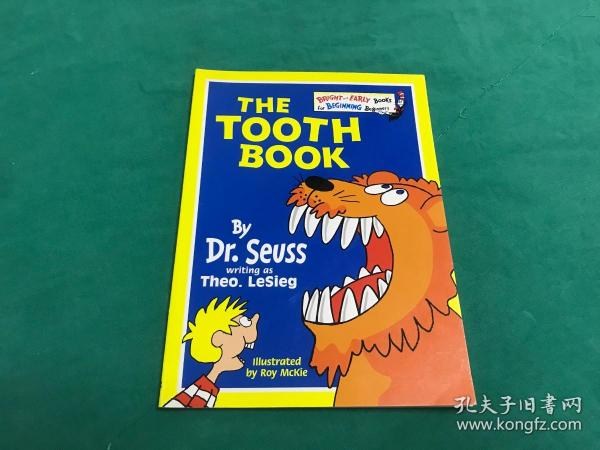 BRIGHT and EARLY BOOKS
for BEGINNING Beginners
THE
TOOTH
BOOK
By
Dr. Seuss
writing as
Theo. LeSieg
Illustrated
by Roy McKie
孔夫子旧书网
www.kongfz.com